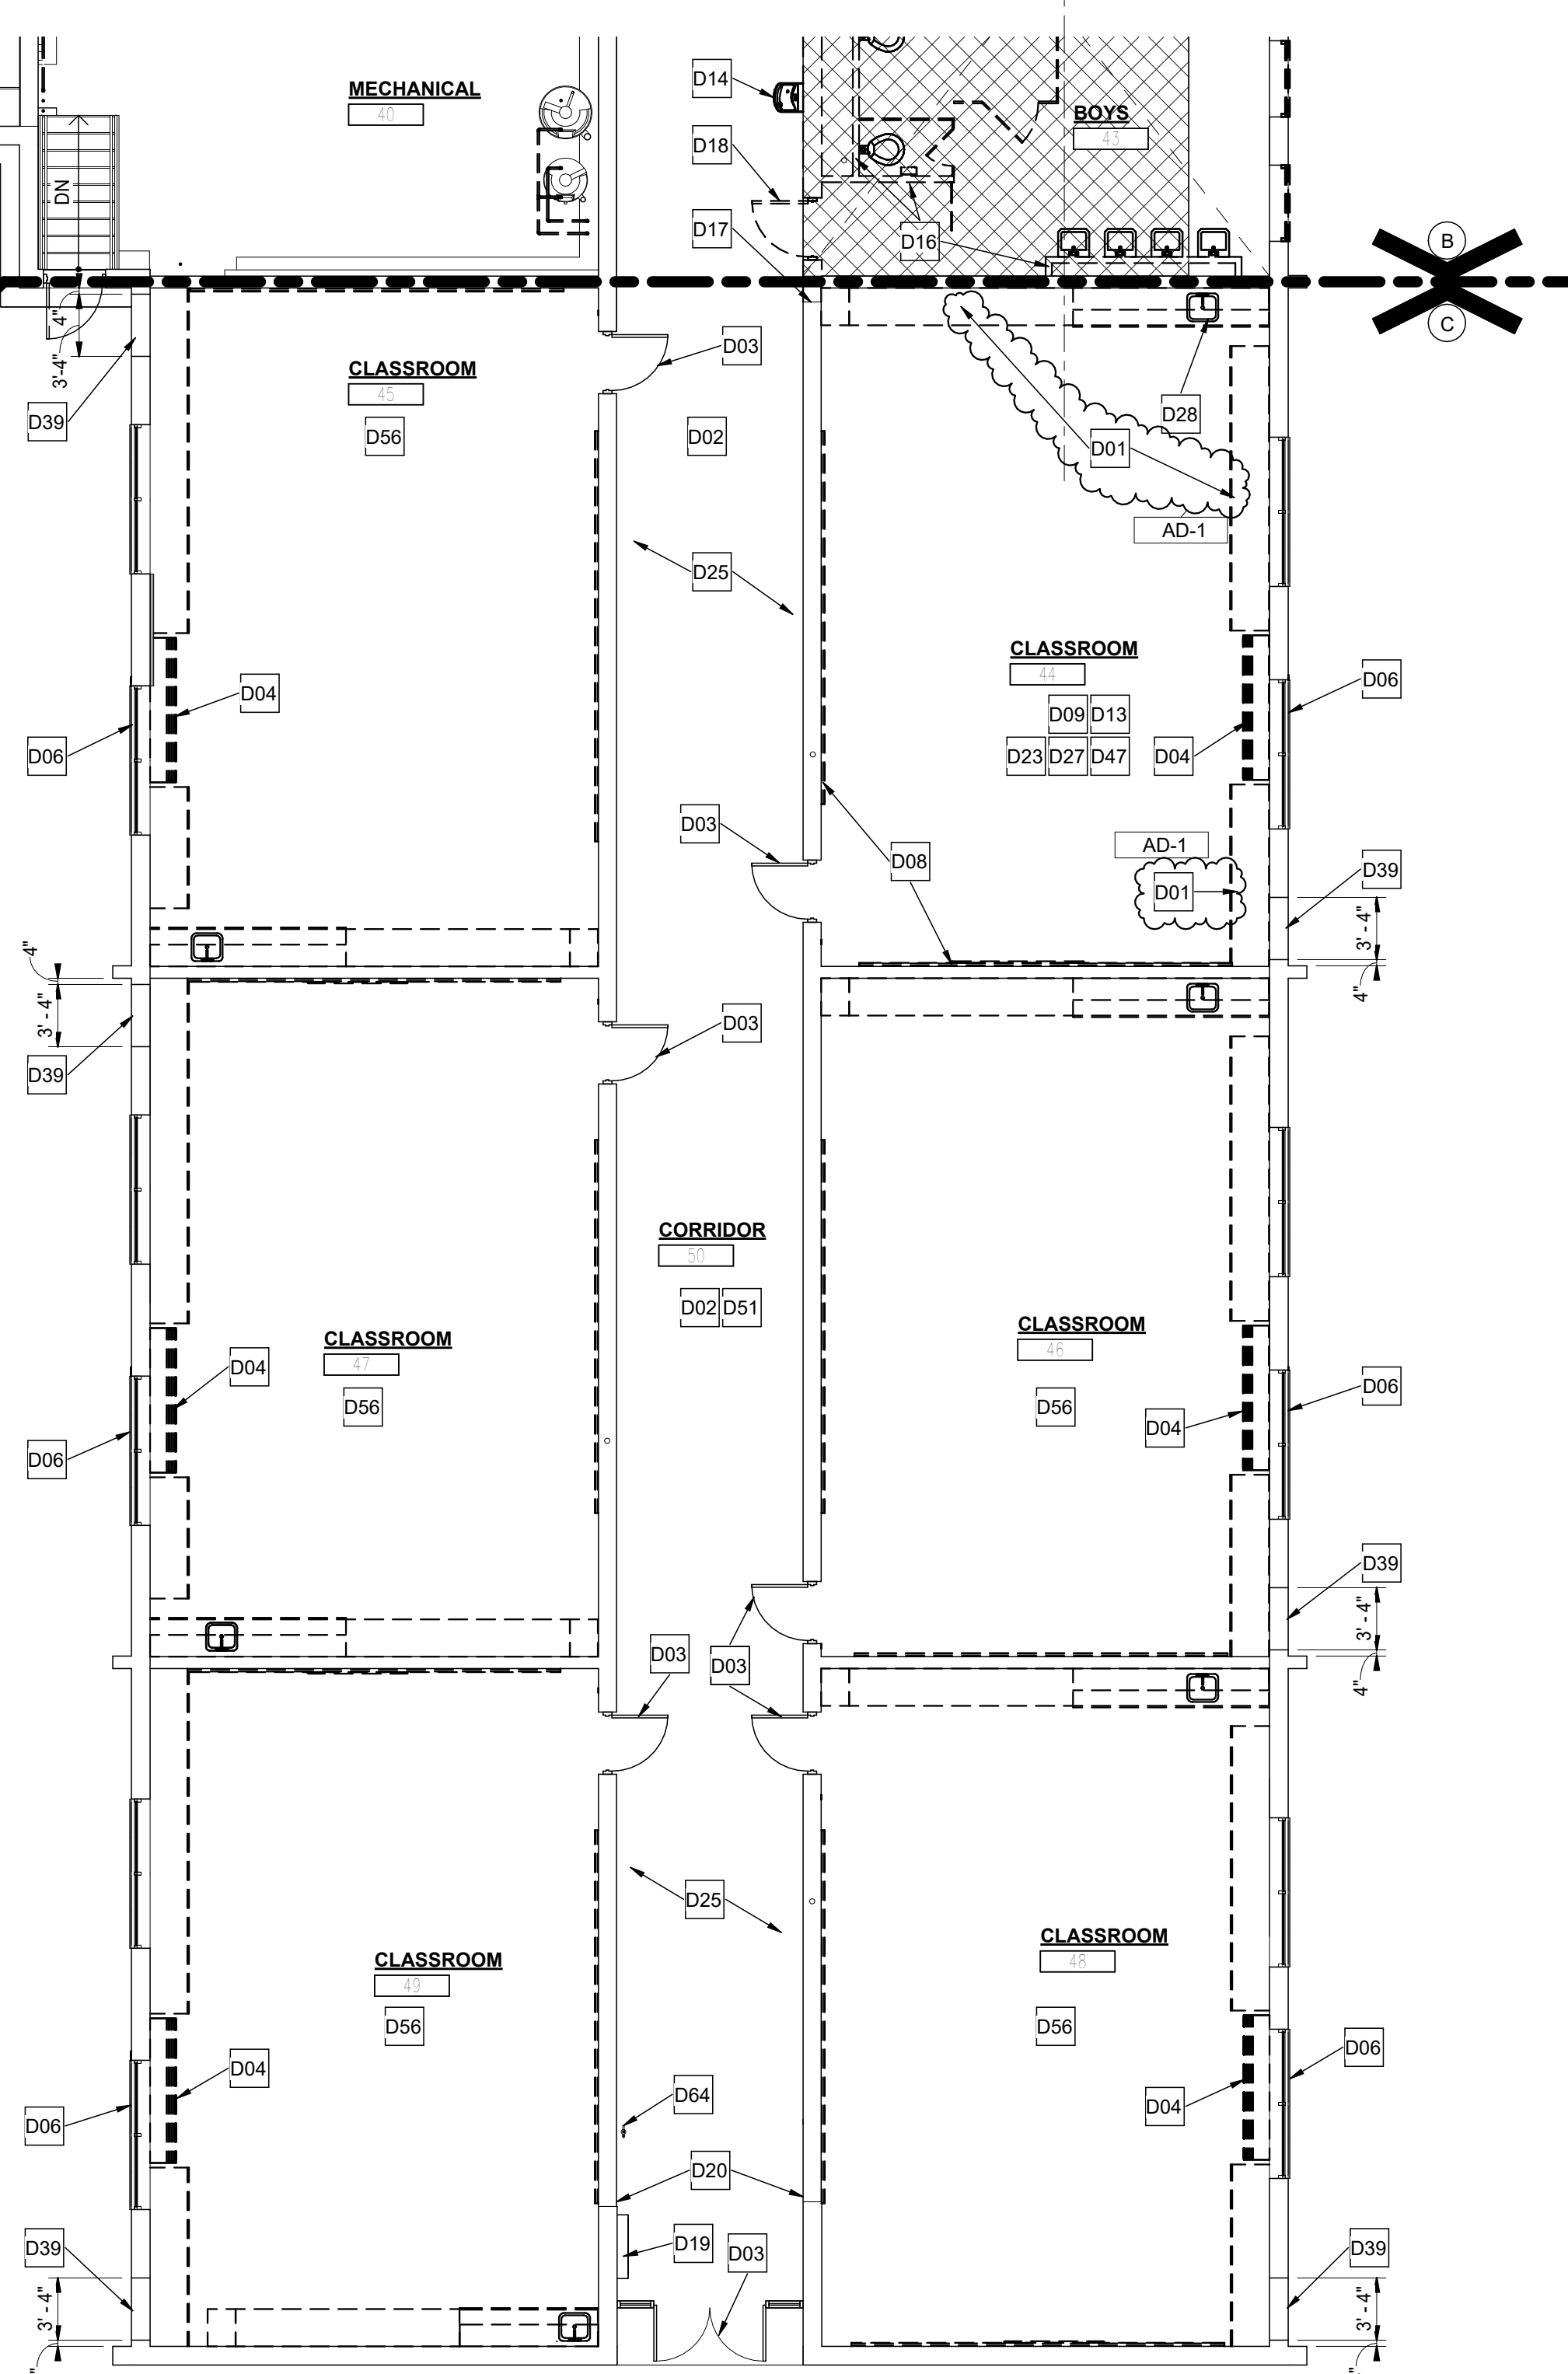 MECHANICAL
40
D14
BOYS
43
D18
DN
D17
D16
B
C
4"
3'-4"
D03
CLASSROOM
45
D39
D56
D02
D28
D01
AD-1
D25
CLASSROOM
44
D04
D06
D09 D13
D06
D23 D27 D47
D04
D03
AD-1
D08
D01
D39
3' - 4"
4"
4"
3' - 4"
D03
D39
CORRIDOR
50
D02 D51
CLASSROOM
47
CLASSROOM
46
D04
D06
D56
D56
D04
D06
D39
3' - 4"
4"
D03
D03
D25
CLASSROOM
49
CLASSROOM
48
D56
D56
D04
D06
D64
D04
D06
D20
D39
D19
D03
D39
3' - 4"
3' - 4"
"
4"